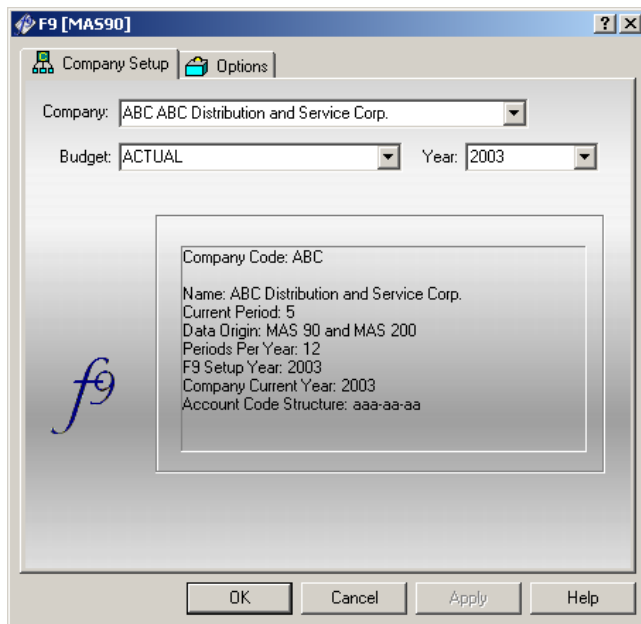 F9 [MAS90]
Company Setup Options
Company: ABC ABC Distribution and Service Corp.
Budget: ACTUAL Year: 2003
Company Code: ABC
Name: ABC Distribution and Service Corp.
Current Period: 5
Data Origin: MAS 90 and MAS 200
Periods Per Year: 12
F9 Setup Year: 2003
Company Current Year: 2003
Account Code Structure: aaa-aa-aa
f9
OK Cancel Apply Help